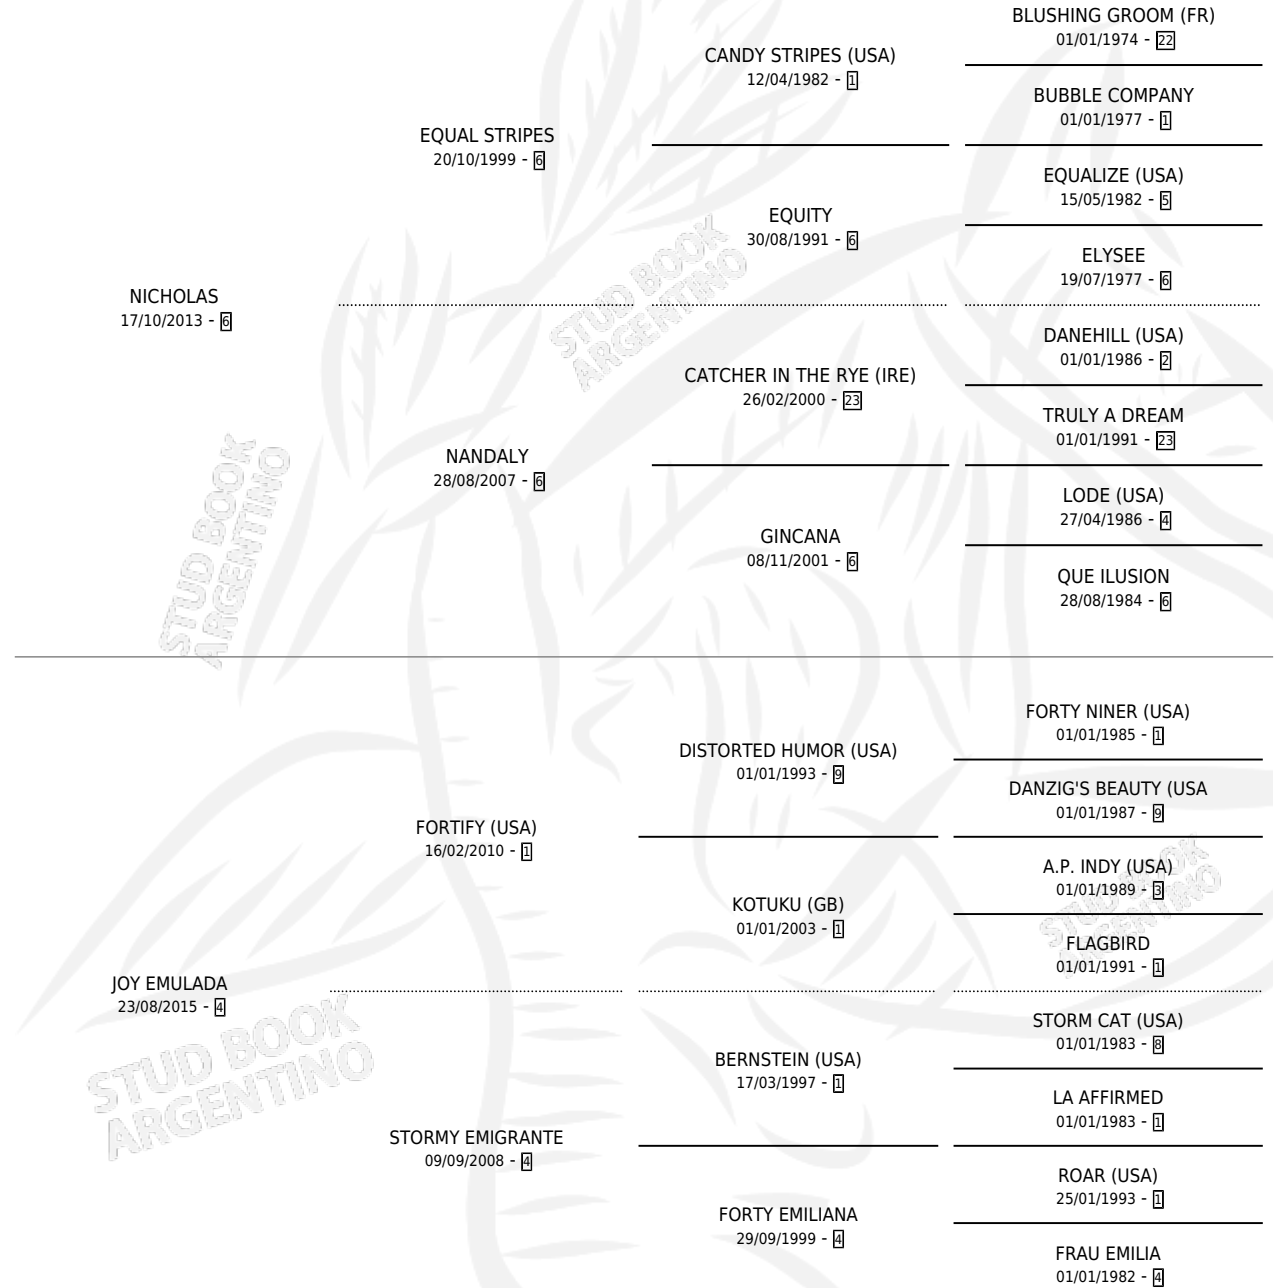 BLUSHING GROOM (FR)
01/01/1974 - 22
CANDY STRIPES (USA)
12/04/1982 - 1
BUBBLE COMPANY
01/01/1977 - 1
EQUAL STRIPES
20/10/1999 - 6
EQUALIZE (USA)
15/05/1982 - 5
EQUITY
30/08/1991 - 6
ELYSEE
19/07/1977 - 6
NICHOLAS
17/10/2013 - 6
DANEHILL (USA)
01/01/1986 - 2
CATCHER IN THE RYE (IRE)
26/02/2000 - 23
TRULY A DREAM
01/01/1991 - 23
NANDALY
28/08/2007 - 6
LODE (USA)
27/04/1986 - 4
GINCANA
08/11/2001 - 6
QUE ILUSION
28/08/1984 - 6
STUD BOOK
ARGENTINO
STUD BOOK
ARGENTINO
FORTY NINER (USA)
01/01/1985 - 1
DISTORTED HUMOR (USA)
01/01/1993 - 9
DANZIG'S BEAUTY (USA
01/01/1987 - 9
FORTIFY (USA)
16/02/2010 - 1
A.P. INDY (USA)
01/01/1989 - 3
KOTUKU (GB)
01/01/2003 - 1
FLAGBIRD
01/01/1991 - 1
JOY EMULADA
23/08/2015 - 4
STORM CAT (USA)
01/01/1983 - 8
BERNSTEIN (USA)
17/03/1997 - 1
LA AFFIRMED
01/01/1983 - 1
STORMY EMIGRANTE
09/09/2008 - 4
ROAR (USA)
25/01/1993 - 1
FORTY EMILIANA
29/09/1999 - 4
FRAU EMILIA
01/01/1982 - 4
STUD BOOK
ARGENTINO
STUD BOOK
ARGENTINO